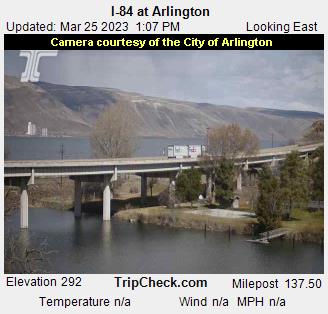 I-84 at Arlington
Updated: Mar 25 2023 1:07 PM Looking East
Camera courtesy of the City of Arlington
Elevation 292 TripCheck.com Milepost 137.50
Temperature n/a Wind n/a MPH n/a